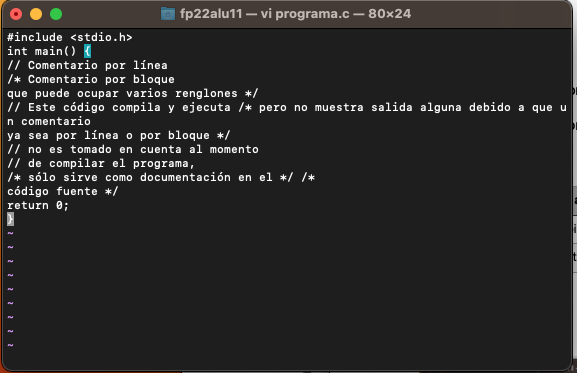 fp22alu11 — vi programa.c — 80×24
#include <stdio.h>
int main() {
// Comentario por línea
/* Comentario por bloque
que puede ocupar varios renglones */
// Este código compila y ejecuta /* pero no muestra salida alguna debido a que u
n comentario
ya sea por línea o por bloque */
// no es tomado en cuenta al momento
// de compilar el programa,
/* sólo sirve como documentación en el */ /*
código fuente */
return 0;
}
~
~
~
~
~
~
~
~
~